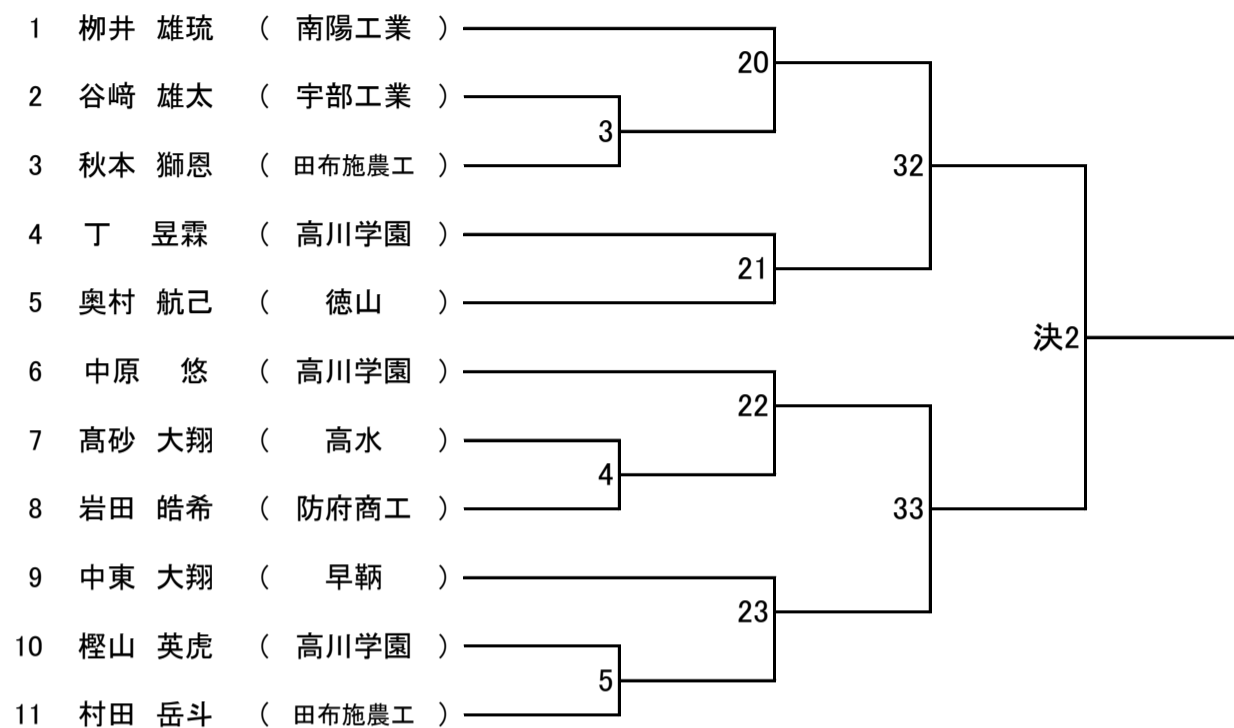 1 栁井 雄琉 ( 南陽工業 )
20
2 谷﨑 雄太 ( 宇部工業 )
3
3 秋本 獅恩 ( 田布施農工 )
32
4 丁 昱霖 ( 高川学園 )
21
5 奥村 航己 ( 徳山 )
決2
6 中原 悠 ( 高川学園 )
22
7 髙砂 大翔 ( 高水 )
4
8 岩田 皓希 ( 防府商工 )
33
9 中東 大翔 ( 早鞆 )
23
10 樫山 英虎 ( 高川学園 )
5
11 村田 岳斗 ( 田布施農工 )